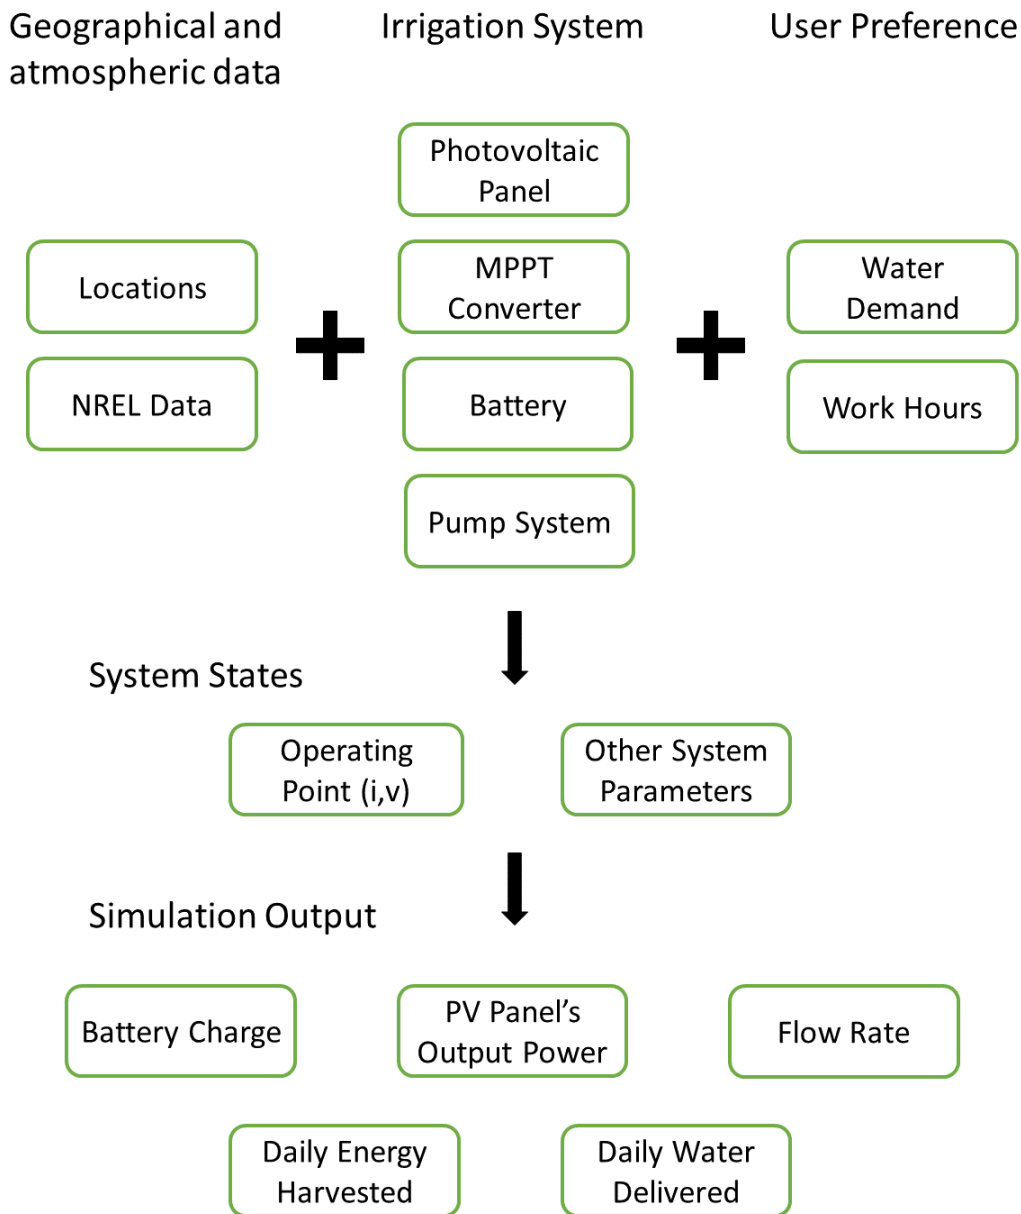 Geographical and
atmospheric data
Irrigation System
User Preference
Photovoltaic
Panel
Locations
MPPT
Converter
Water
Demand
NREL Data
Battery
Work Hours
Pump System
System States
Operating
Point (i,v)
Other System
Parameters
Simulation Output
Battery Charge
PV Panel’s
Output Power
Flow Rate
Daily Energy
Harvested
Daily Water
Delivered